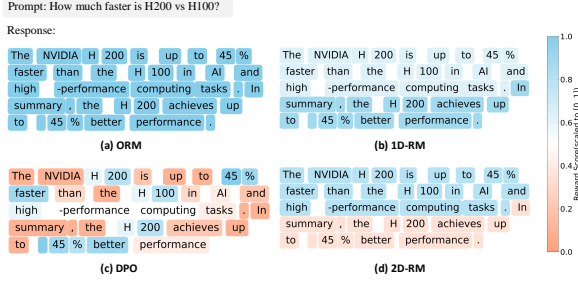 Prompt: How much faster is H200 vs H100?
Response:
The NVIDIA H 200 is up to 45 %
faster than the H 100 in AI and
high -performance computing tasks . In
summary , the H 200 achieves up
to 45 % better performance .
(a) ORM
The NVIDIA H 200 is up to 45 %
faster than the H 100 in AI and
high -performance computing tasks . In
summary , the H 200 achieves up
to 45 % better performance .
(b) 1D-RM
The NVIDIA H 200 is up to 45 %
faster than the H 100 in AI and
high -performance computing tasks . In
summary , the H 200 achieves up
to 45 % better performance
(c) DPO
The NVIDIA H 200 is up to 45 %
faster than the H 100 in AI and
high -performance computing tasks . In
summary , the H 200 achieves up
to 45 % better performance .
(d) 2D-RM
1.0
0.8
0.6
0.4
0.2
0.0
Reward Score(scaled to [0,1])